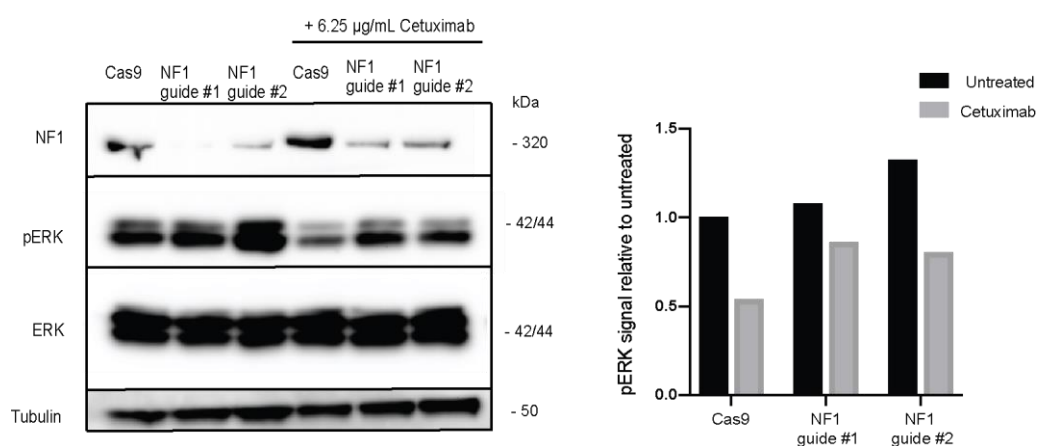 + 6.25 µg/mL Cetuximab
Cas9 NF1 NF1 Cas9 NF1 NF1
guide #1 guide #2 guide #1 guide #2
kDa
NF1 - 320
pERK - 42/44
ERK - 42/44
Tubulin - 50
Untreated
Cetuximab
pERK signal relative to untreated
1.5
1.0
0.5
0.0
Cas9 NF1 NF1
guide #1 guide #2